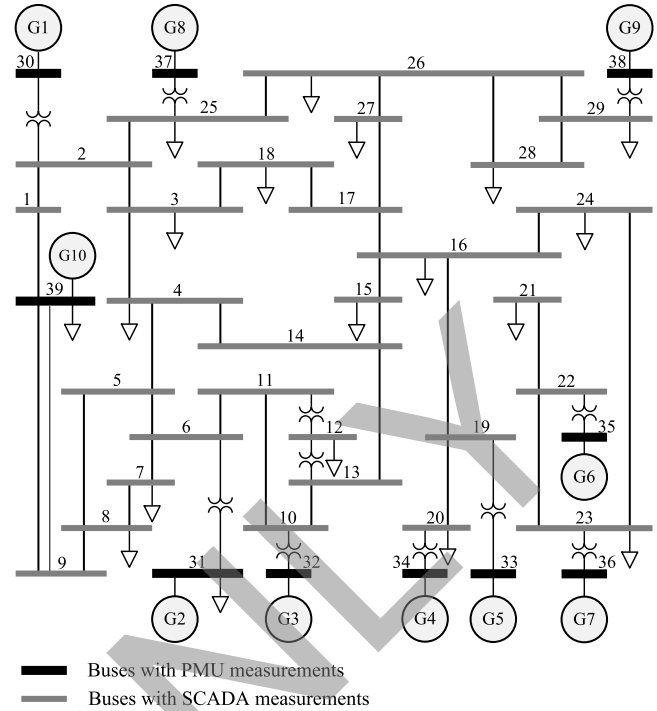 G1 G8 G9
30 37 26 38
25 27 29
2 18 28
1 3 17 24
G10 16
39 4 15 21
14
5 11 22
6 12 19 35
7 13 G6
8 10 20 23
9 31 32 34 33 36
G2 G3 G4 G5 G7
Buses with PMU measurements
Buses with SCADA measurements
NLY